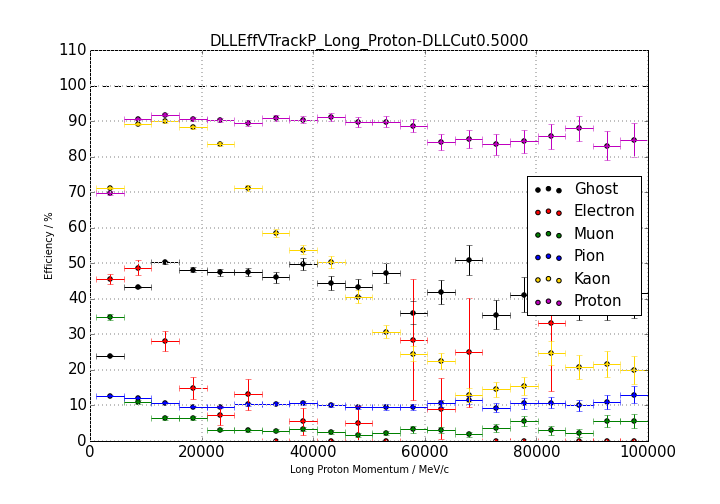 DLLEffVTrackP_Long_Proton-DLLCut0.5000
110
100
90
80
70
60
50
40
30
20
10
0
Efficiency / %
Ghost
Electron
Muon
Pion
Kaon
Proton
0 20000 40000 60000 80000 100000
Long Proton Momentum / MeV/c